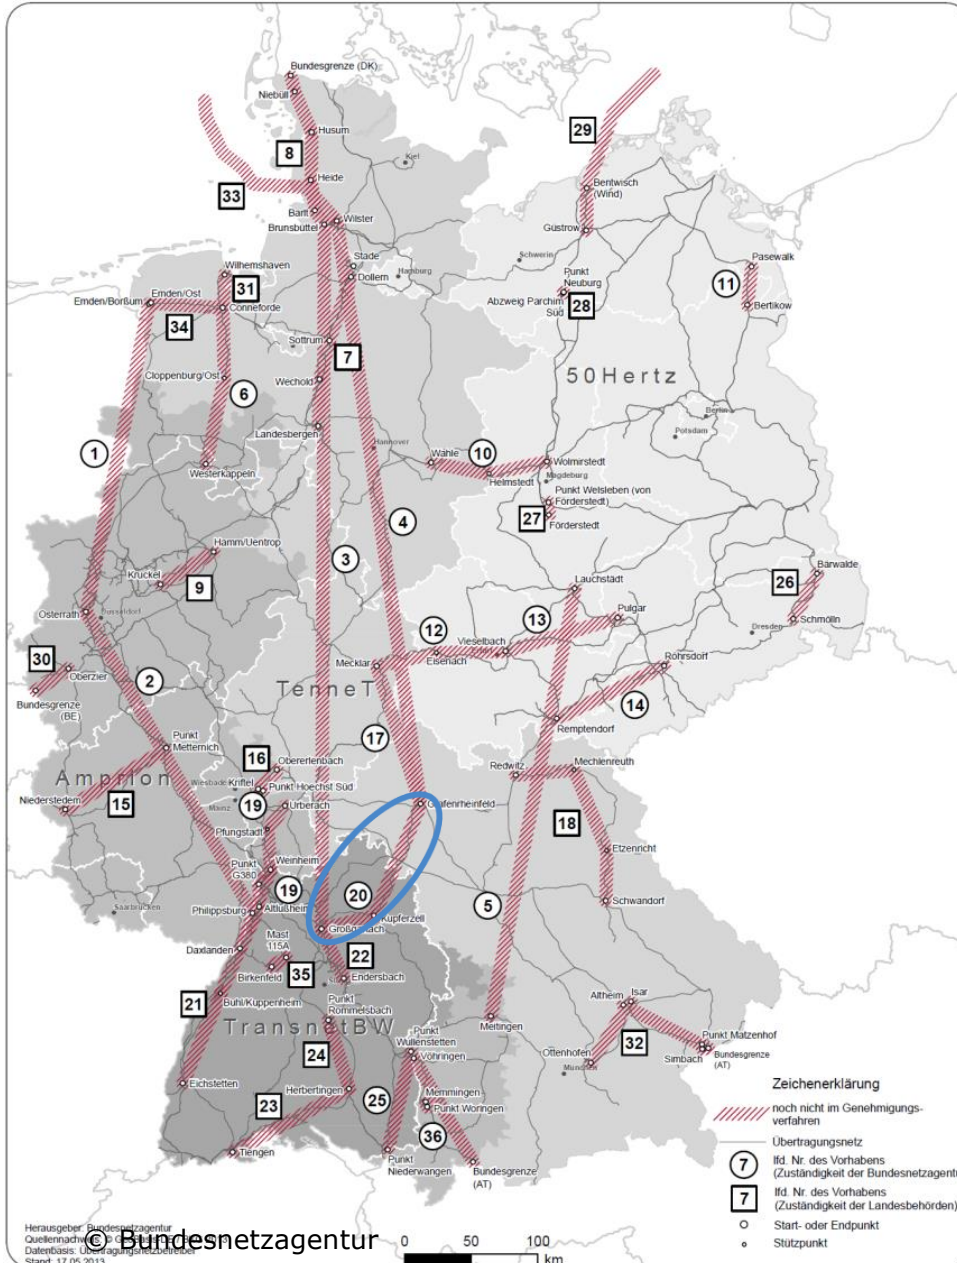 Bundesgrenze (DK)
Niebüll
Husum
8
29
Kiel
Heide
Bentwisch
(Wind)
33
Barlt
Wilster
Brunsbüttel
Güstrow
Schwerin
Pasewalk
Stade
Wilhemshaven
Dollern
Hamburg
Punkt
Neuburg
11
31
Emden/Ost
Emden/Borßum
Abzweig Parchim
Süd
28
Bertikow
Conneforde
34
Sottrum
7
Cloppenburg/Ost
Wechold
50Hertz
6
Berlin
Landesbergen
Potsdam
1
Hannover
Wahle
10
Wolmirstedt
Westerkappeln
Helmstedt
Magdeburg
Punkt Welsleben (von
Förderstedt)
27
Förderstedt
4
Hamm/Uentrop
3
Kruckel
9
Lauchstädt
Bärwalde
26
Osterrath
Düsseldorf
Pulgar
Schmölln
13
12
Vieselbach
Erfurt
Dresden
Eisenach
30
Oberzier
Mecklar
Röhrsdorf
2
TenneT
Bundesgrenze
(BE)
14
Remptendorf
17
Punkt
Metternich
16
Obererlenbach
Redwitz
Mechlenreuth
Amprion
Wiesbaden
Kriftel
Punkt Hoechst Süd
Niederstedem
15
Mainz
19
Urberach
Grafenrheinfeld
18
Pfungstadt
Etzenricht
Punkt
G380
Weinheim
19
20
5
Schwandorf
Saarbrücken
Philippsburg
Altlußheim
Kupferzell
Großgartach
Daxlanden
Mast
115A
22
35
Birkenfeld
Endersbach
21
Bühl/Kuppenheim
Punkt
Rommelsbach
Altheim
Isar
TransnetBW
Meitingen
Punkt
Wullenstetten
Punkt Matzenhof
32
24
Vöhringen
Ottenhofen
Simbach
Bundesgrenze
(AT)
München
Eichstetten
Herbertingen
Memmingen
25
Punkt Woringen
23
36
Tiengen
Punkt
Niederwangen
Bundesgrenze
(AT)
Zeichenerklärung
noch nicht im Genehmigungs-
verfahren
Übertragungsnetz
7
lfd. Nr. des Vorhabens
(Zuständigkeit der Bundesnetzagentu
7
lfd. Nr. des Vorhabens
(Zuständigkeit der Landesbehörden)
Start- oder Endpunkt
Stützpunkt
Herausgeber: Bundesnetzagentur
© Bundesnetzagentur
Datenbasis: Übertragungsnetzbetreiber
Stand: 17.05.2013
0 50 100
km